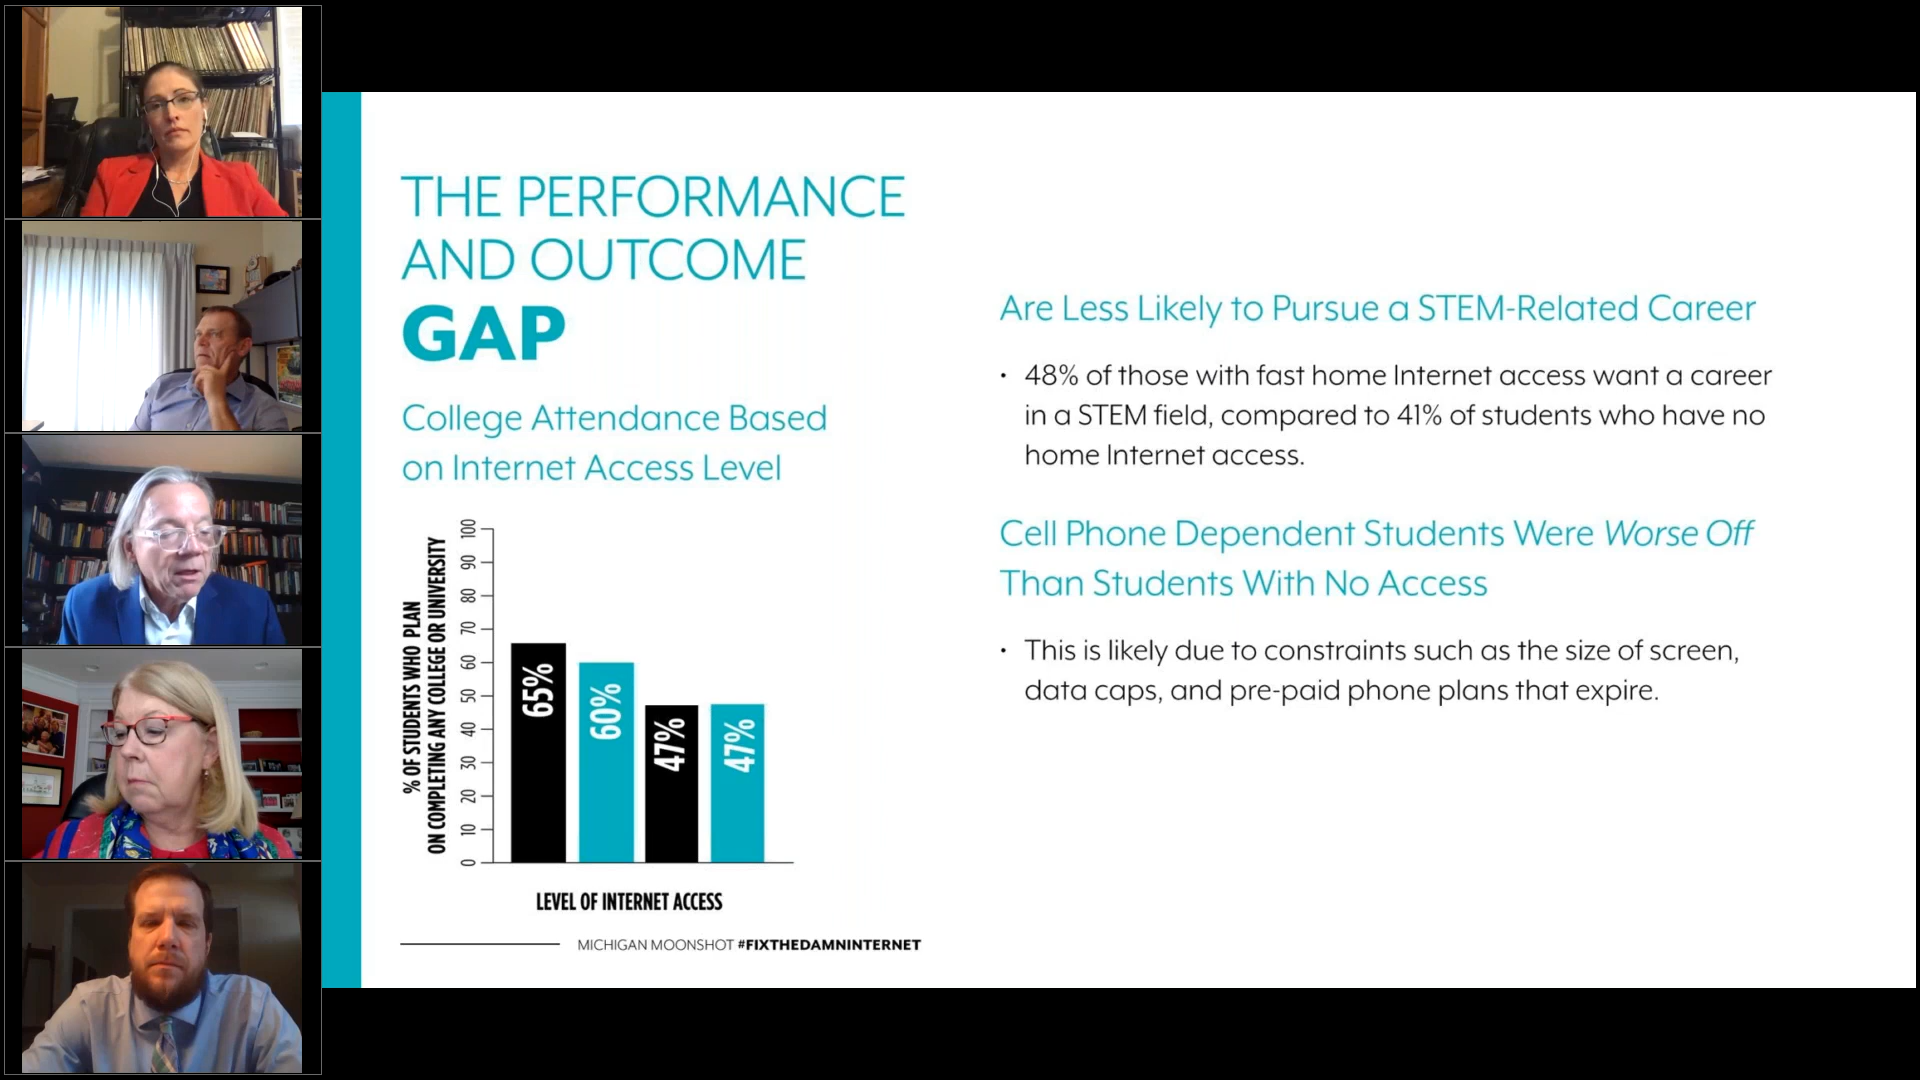 THE PERFORMANCE
AND OUTCOME
GAP
College Attendance Based
on Internet Access Level
% OF STUDENTS WHO PLAN
ON COMPLETING ANY COLLEGE OR UNIVERSITY
100
90
80
70
60
50
40
30
20
10
0
65%
60%
47%
47%
LEVEL OF INTERNET ACCESS
MICHIGAN MOONSHOT #FIXTHEDAMNINTERNET
Are Less Likely to Pursue a STEM-Related Career
• 48% of those with fast home Internet access want a career
in a STEM field, compared to 41% of students who have no
home Internet access.
Cell Phone Dependent Students Were Worse Off
Than Students With No Access
• This is likely due to constraints such as the size of screen,
data caps, and pre-paid phone plans that expire.